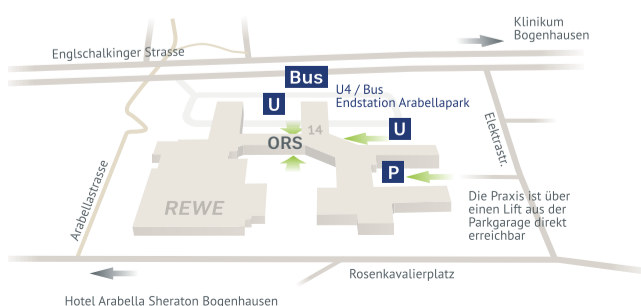 Klinikum
Bogenhausen
Englschalkinger Strasse
Bus
U4 / Bus
Endstation Arabellapark
U
U
14
ORS
Elektrastr.
P
Arabellastrasse
REWE
Die Praxis ist über
einen Lift aus der
Parkgarage direkt
erreichbar
Rosenkavalierplatz
Hotel Arabella Sheraton Bogenhausen